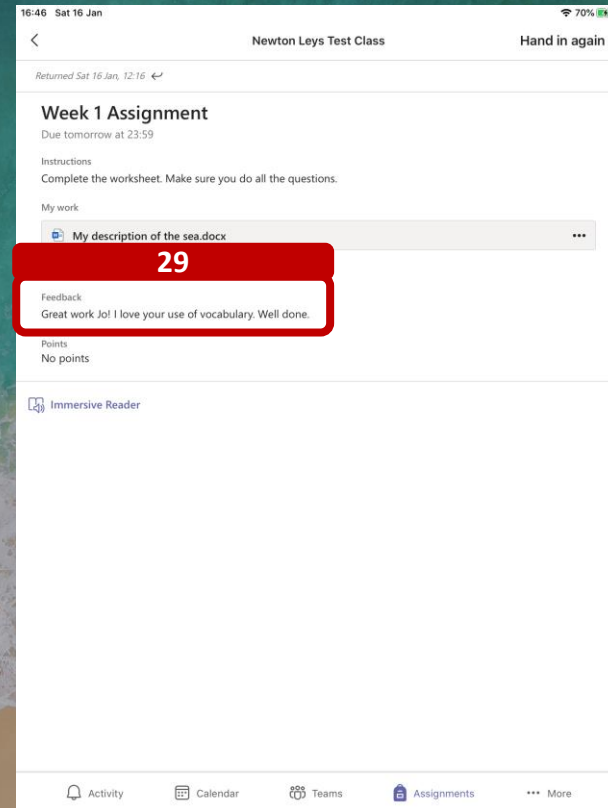 16:46 Sat 16 Jan 70%
Newton Leys Test Class Hand in again
Returned Sat 16 Jan, 12:16
Week 1 Assignment
Due tomorrow at 23:59
Instructions
Complete the worksheet. Make sure you do all the questions.
My work
My description of the sea.docx
29
Feedback
Great work Jo! I love your use of vocabulary. Well done.
Points
No points
Immersive Reader
Activity Calendar Teams Assignments More